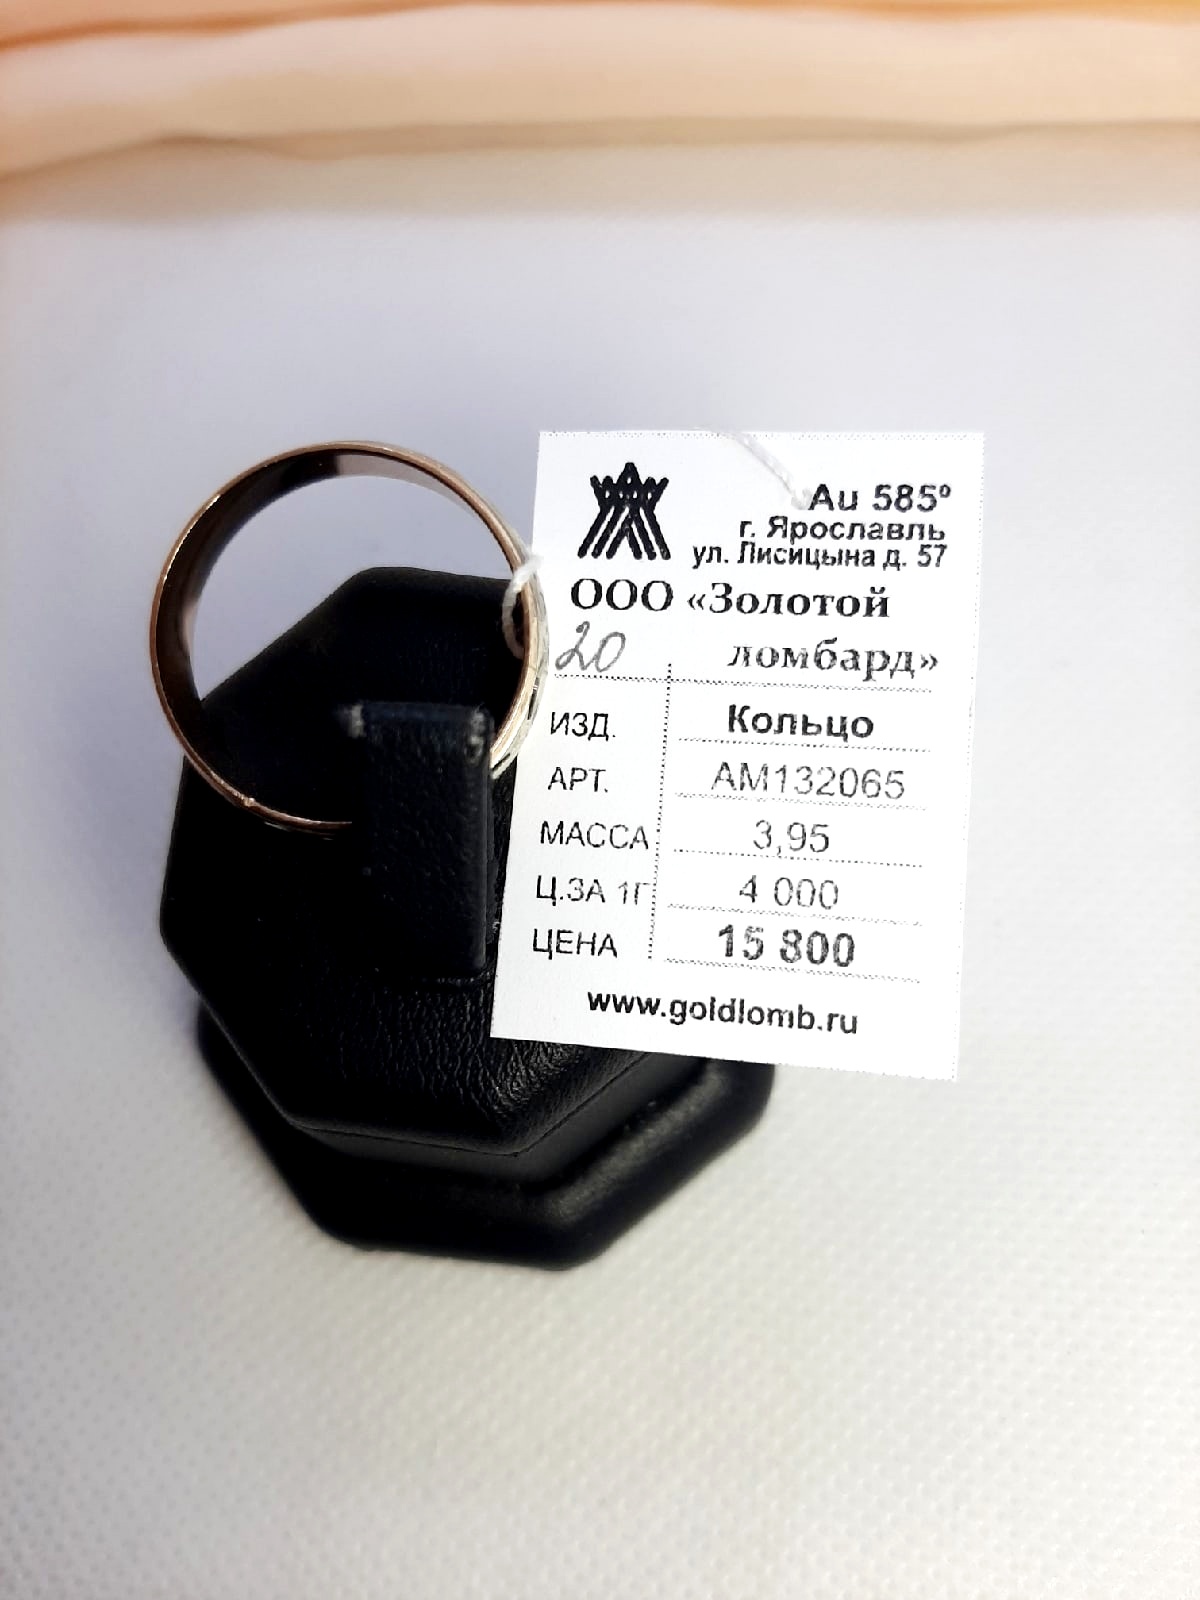 Au 585º
г. Ярославль
ул. Лисицына д. 57
ООО «Золотой
20 ломбард»
ИЗД. Кольцо
АРТ. АМ132065
МАССА 3,95
Ц.ЗА 1Г 4 000
ЦЕНА 15 800
www.goldlomb.ru